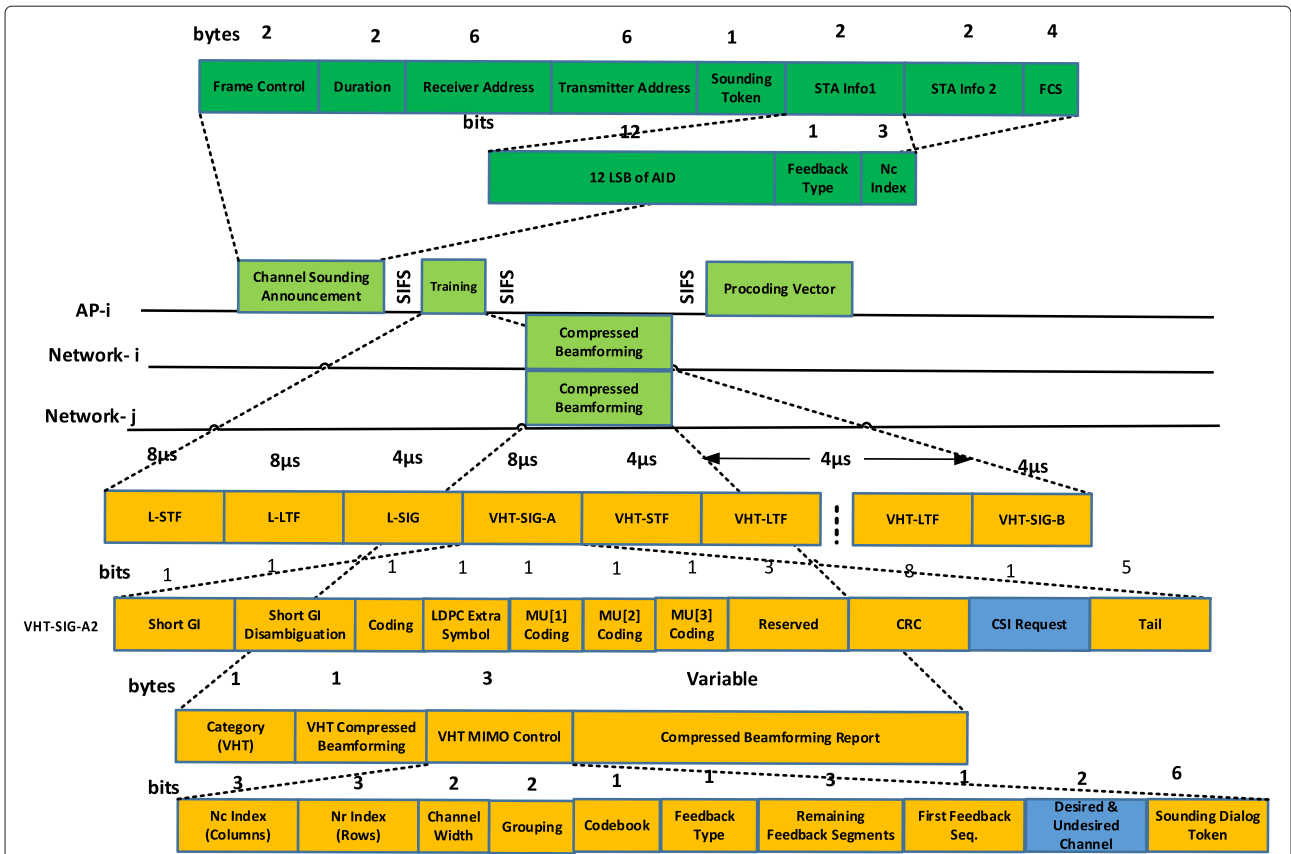 bytes 2 2 6 6 1 2 2 4
Frame Control Duration Receiver Address Transmitter Address Sounding Token STA Info1 STA Info 2 FCS
bits 12 1 3
12 LSB of AID Feedback Type Nc Index
Channel Sounding Announcement SIFS Training SIFS SIFS Procoding Vector
AP-i
Compressed Beamforming
Network- i
Compressed Beamforming
Network- j
8µs 8µs 4µs 8µs 4µs 4µs 4µs
L-STF L-LTF L-SIG VHT-SIG-A VHT-STF VHT-LTF VHT-LTF VHT-SIG-B
bits 1 1 1 1 1 1 1 3 8 1 5
VHT-SIG-A2 Short GI Short GI Disambiguation Coding LDPC Extra Symbol MU[1] Coding MU[2] Coding MU[3] Coding Reserved CRC CSI Request Tail
bytes 1 1 3 Variable
Category (VHT) VHT Compressed Beamforming VHT MIMO Control Compressed Beamforming Report
bits 3 3 2 2 1 1 3 1 2 6
Nc Index (Columns) Nr Index (Rows) Channel Width Grouping Codebook Feedback Type Remaining Feedback Segments First Feedback Seq. Desired & Undesired Channel Sounding Dialog Token